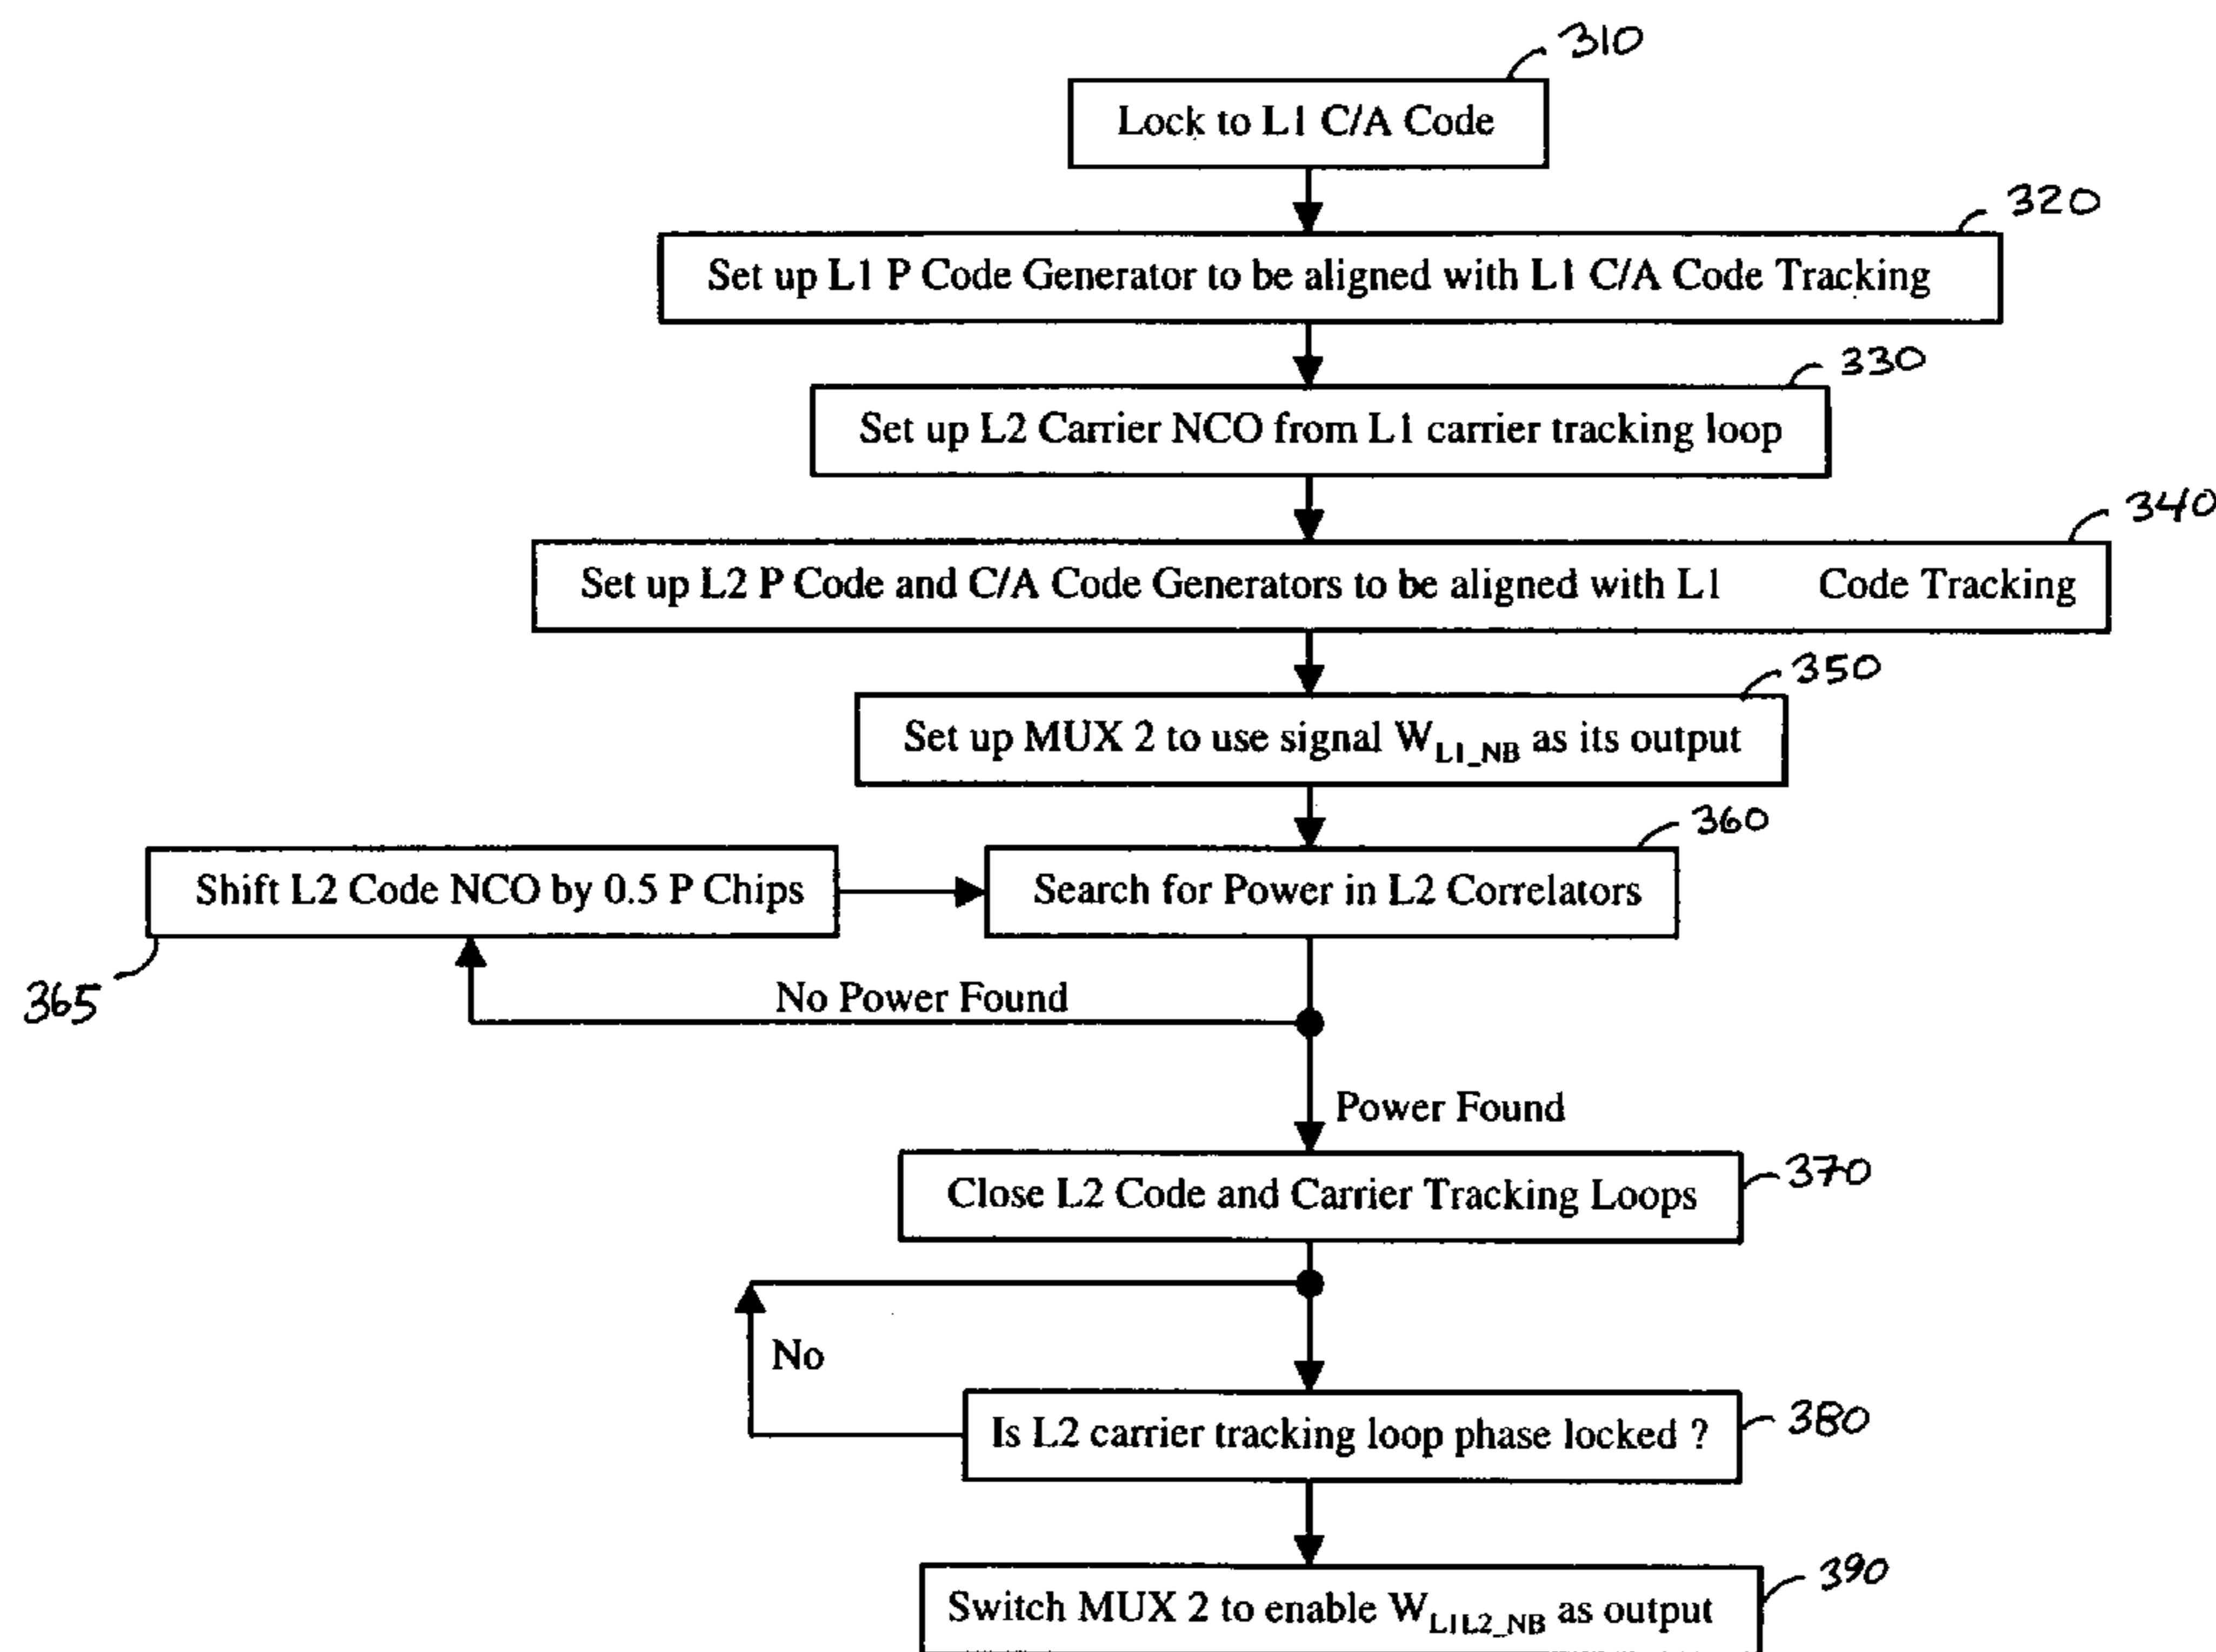 310
Lock to L1 C/A Code
320
Set up L1 P Code Generator to be aligned with L1 C/A Code Tracking
330
Set up L2 Carrier NCO from L1 carrier tracking loop
340
Set up L2 P Code and C/A Code Generators to be aligned with L1 Code Tracking
350
Set up MUX 2 to use signal W_L1_NB as its output
360
Shift L2 Code NCO by 0.5 P Chips
Search for Power in L2 Correlators
365
No Power Found
Power Found
Close L2 Code and Carrier Tracking Loops
370
No
Is L2 carrier tracking loop phase locked ?
380
390
Switch MUX 2 to enable W_L1L2_NB as output